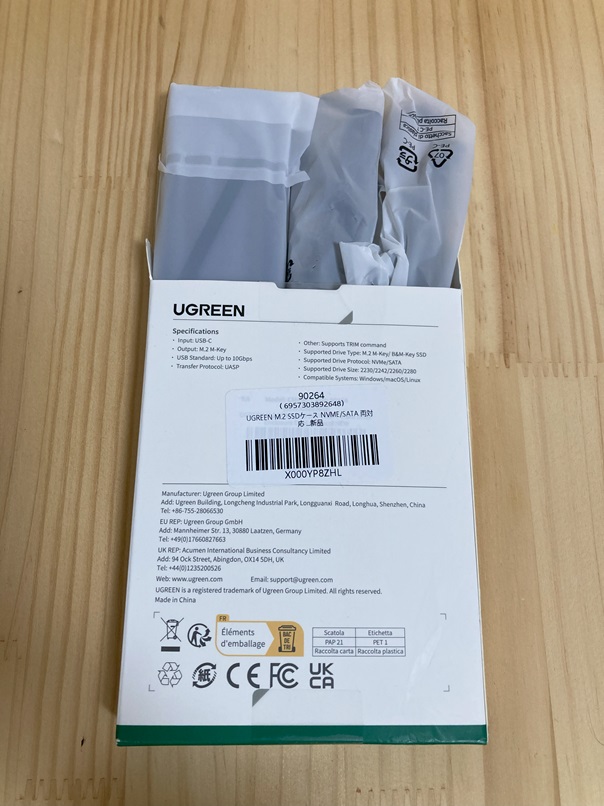 Raccolta
Sacchetto di
PE-C
PE-C
07
UGREEN
Specifications
· Input: USB-C
· Output: M.2 M-Key
· USB Standard: Up to 10Gbps
· Transfer Protocol: UASP
· Other: Supports TRIM command
· Supported Drive Type: M.2 M-Key/ B&M-Key SSD
· Supported Drive Protocol: NVMe/SATA
· Supported Drive Size: 2230/2242/2260/2280
· Compatible Systems: Windows/macOS/Linux
90264
(6957303892648)
UGREEN M.2 SSDケース NVME/SATA 両対
応 ...新品
X000YP8ZHL
Manufacturer: Ugreen Group Limited
Add: Ugreen Building, Longcheng Industrial Park, Longguanxi Road, Longhua, Shenzhen, China
Tel: +86-755-28066530
EU REP: Ugreen Group GmbH
Add: Mannheimer Str. 13, 30880 Laatzen, Germany
Tel: +49(0)17660827663
UK REP: Acumen International Business Consultancy Limited
Add: 94 Ock Street, Abingdon, OX14 5DH, UK
Tel: +44(0)1235200526
Web: www.ugreen.com Email: support@ugreen.com
UGREEN is a registered trademark of Ugreen Group Limited. All rights reserved.
Made in China
FR
Éléments
d'emballage
BAC
DE
TRI
Scatola Etichetta
PAP 21 PET 1
Raccolta carta Raccolta plastica
紙
CE FC UK
CA